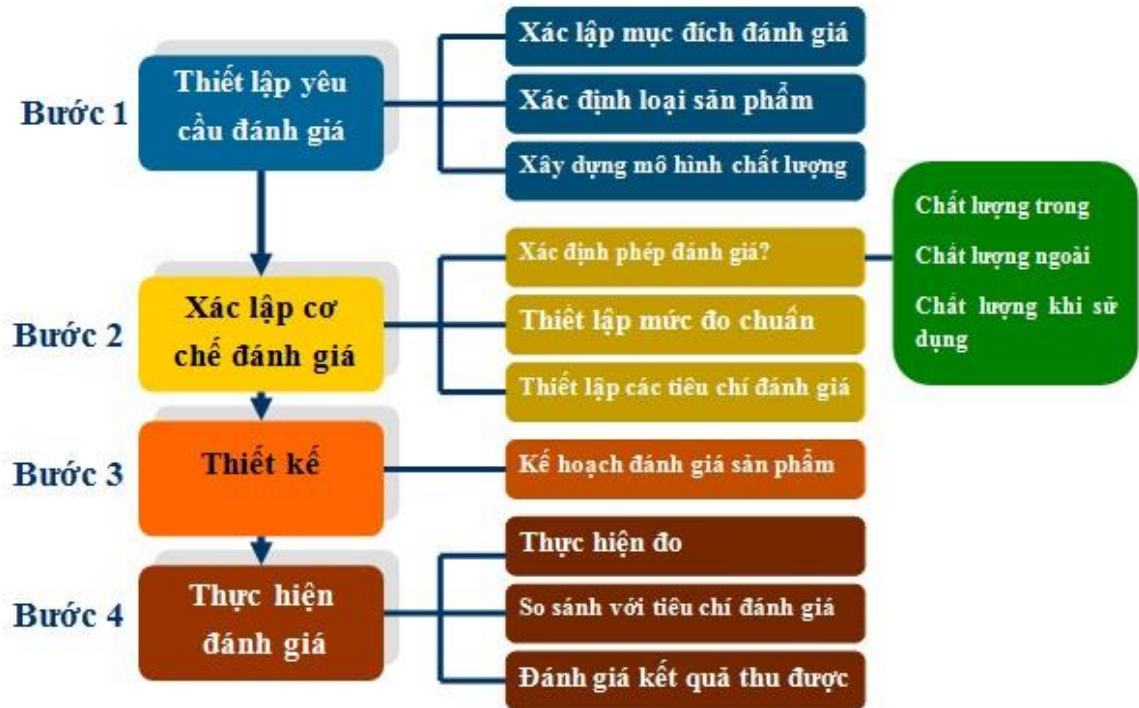 Bước 1
Thiết lập yêu
cầu đánh giá
Xác lập mục đích đánh giá
Xác định loại sản phẩm
Xây dựng mô hình chất lượng
Bước 2
Xác lập cơ
chế đánh giá
Xác định phép đánh giá?
Thiết lập mức đo chuẩn
Thiết lập các tiêu chí đánh giá
Chất lượng trong
Chất lượng ngoài
Chất lượng khi sử
dụng
Bước 3
Thiết kế
Kế hoạch đánh giá sản phẩm
Bước 4
Thực hiện
đánh giá
Thực hiện đo
So sánh với tiêu chí đánh giá
Đánh giá kết quả thu được